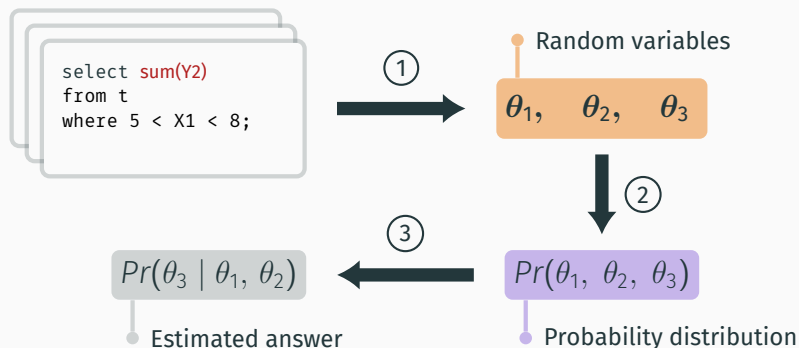 select sum(Y2)
from t
where 5 < X1 < 8;
1
Random variables
θ₁, θ₂, θ₃
2
3
Pr(θ₃ | θ₁, θ₂)
Pr(θ₁, θ₂, θ₃)
Estimated answer
Probability distribution